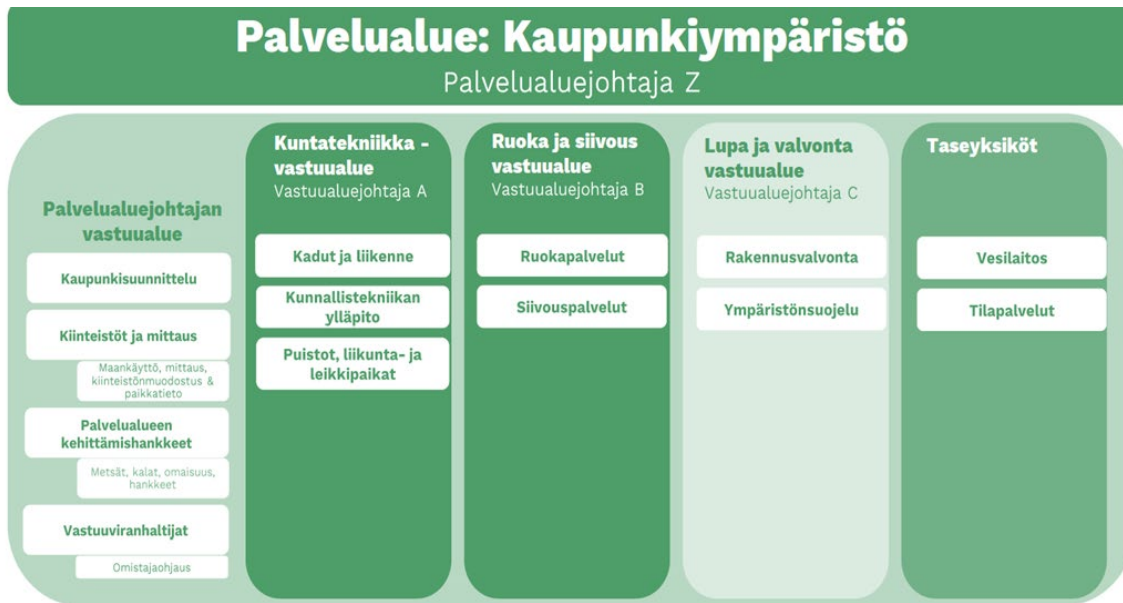 Palvelualue: Kaupunkiympäristö
Palvelualuejohtaja Z
Palvelualuejohtajan
vastuualue
Kaupunkisuunnittelu
Kiinteistöt ja mittaus
Maankäyttö, mittaus,
kiinteistönmuodostus &
paikkatieto
Palvelualueen
kehittämishankkeet
Metsät, kalat, omaisuus,
hankkeet
Vastuuviranhaltijat
Omistajaohjaus
Kuntatekniikka -
vastuualue
Vastuualuejohtaja A
Kadut ja liikenne
Kunnallistekniikan
ylläpito
Puistot, liikunta- ja
leikkipaikat
Ruoka ja siivous
vastuualue
Vastuualuejohtaja B
Ruokapalvelut
Siivouspalvelut
Lupa ja valvonta
vastuualue
Vastuualuejohtaja C
Rakennusvalvonta
Ympäristönsuojelu
Taseyksiköt
Vesilaitos
Tilapalvelut